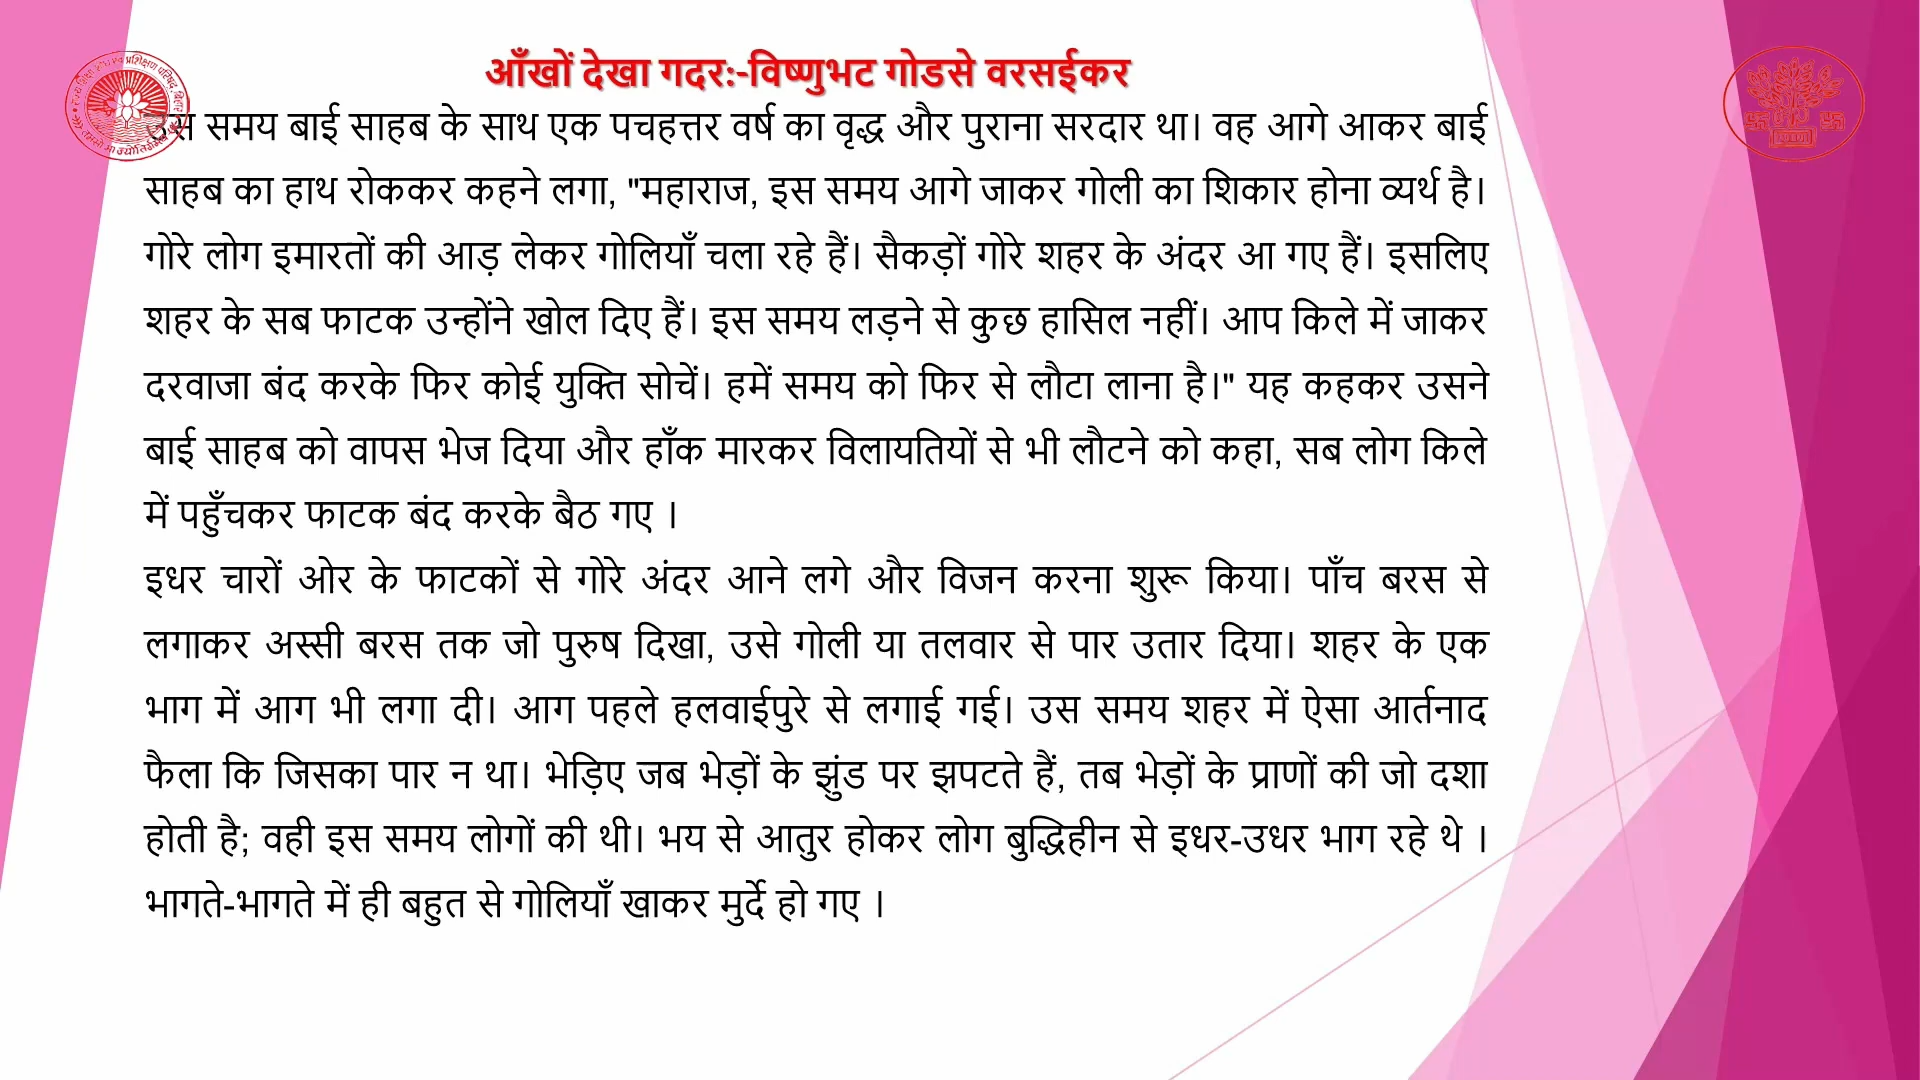 आँखों देखा गदरः-विष्णुभट गोडसे वरसईकर
उस समय बाई साहब के साथ एक पचहत्तर वर्ष का वृद्ध और पुराना सरदार था। वह आगे आकर बाई
साहब का हाथ रोककर कहने लगा, "महाराज, इस समय आगे जाकर गोली का शिकार होना व्यर्थ है।
गोरे लोग इमारतों की आड़ लेकर गोलियाँ चला रहे हैं। सैकड़ों गोरे शहर के अंदर आ गए हैं। इसलिए
शहर के सब फाटक उन्होंने खोल दिए हैं। इस समय लड़ने से कुछ हासिल नहीं। आप किले में जाकर
दरवाजा बंद करके फिर कोई युक्ति सोचें। हमें समय को फिर से लौटा लाना है।" यह कहकर उसने
बाई साहब को वापस भेज दिया और हाँक मारकर विलायतियों से भी लौटने को कहा, सब लोग किले
में पहुँचकर फाटक बंद करके बैठ गए ।
इधर चारों ओर के फाटकों से गोरे अंदर आने लगे और विजन करना शुरू किया। पाँच बरस से
लगाकर अस्सी बरस तक जो पुरुष दिखा, उसे गोली या तलवार से पार उतार दिया। शहर के एक
भाग में आग भी लगा दी। आग पहले हलवाईपुरे से लगाई गई। उस समय शहर में ऐसा आर्तनाद
फैला कि जिसका पार न था। भेड़िए जब भेड़ों के झुंड पर झपटते हैं, तब भेड़ों के प्राणों की जो दशा
होती है; वही इस समय लोगों की थी। भय से आतुर होकर लोग बुद्धिहीन से इधर-उधर भाग रहे थे ।
भागते-भागते में ही बहुत से गोलियाँ खाकर मुर्दे हो गए ।